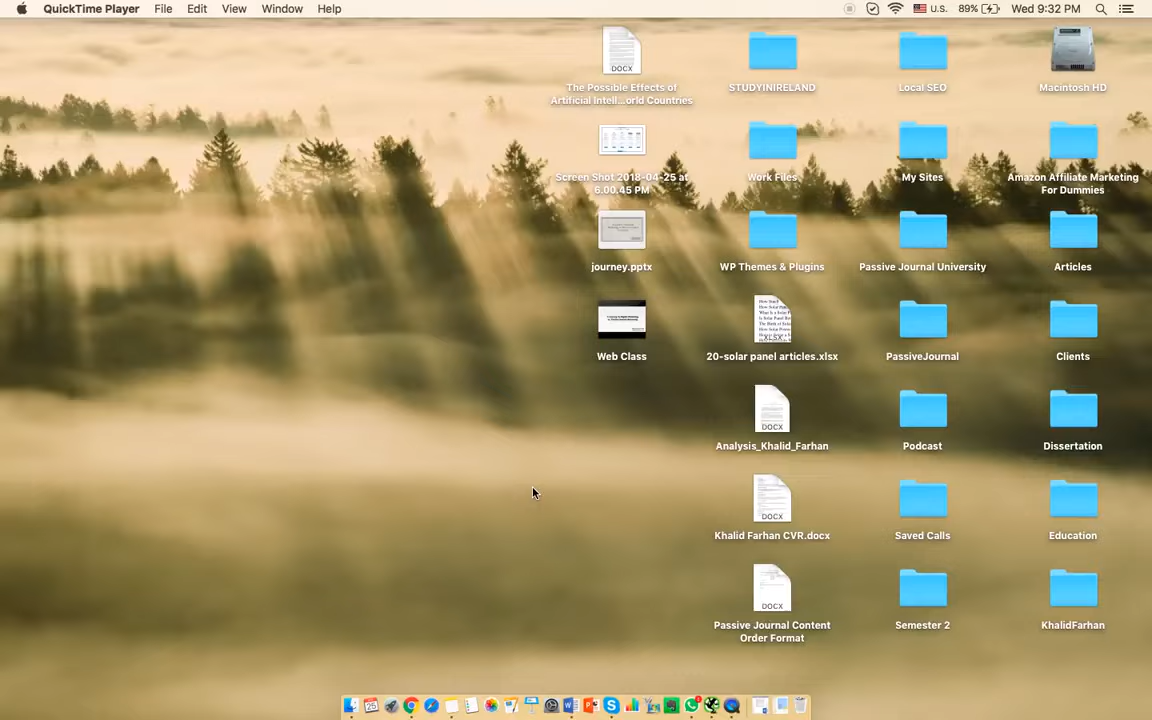 QuickTime Player File Edit View Window Help U.S. 89% Wed 9:32 PM
DOCX
The Possible Effects of
Artificial Intell...orld Countries
STUDYINIRELAND
Local SEO
Macintosh HD
Screen Shot 2018-04-25 at
6.00.45 PM
Work Files
My Sites
Amazon Affiliate Marketing
For Dummies
journey.pptx
WP Themes & Plugins
Passive Journal University
Articles
Web Class
XLSX
20-solar panel articles.xlsx
PassiveJournal
Clients
DOCX
Analysis_Khalid_Farhan
Podcast
Dissertation
DOCX
Khalid Farhan CVR.docx
Saved Calls
Education
DOCX
Passive Journal Content
Order Format
Semester 2
KhalidFarhan